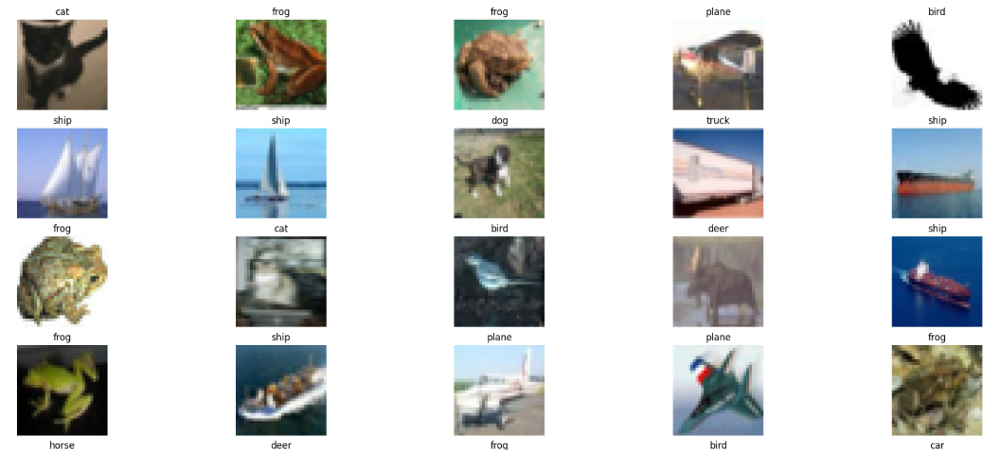 cat frog frog plane bird
ship ship dog truck ship
frog cat bird deer ship
frog ship plane plane frog
horse deer frog bird car